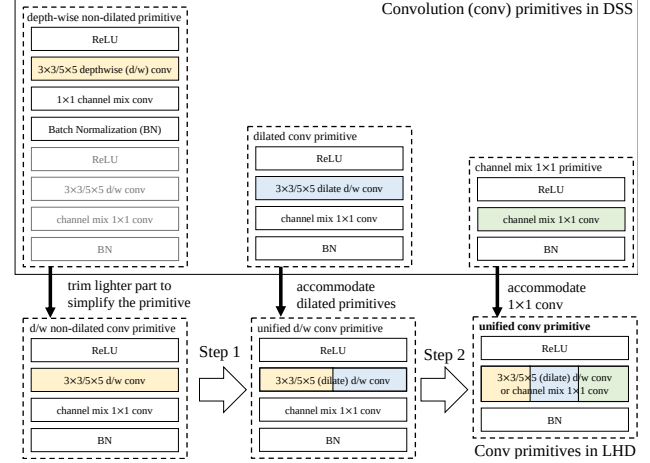 Convolution (conv) primitives in DSS
depth-wise non-dilated primitive
ReLU
3×3/5×5 depthwise (d/w) conv
1×1 channel mix conv
Batch Normalization (BN)
ReLU
3×3/5×5 d/w conv
channel mix 1×1 conv
BN
dilated conv primitive
ReLU
3×3/5×5 dilate d/w conv
channel mix 1×1 conv
BN
channel mix 1×1 primitive
ReLU
channel mix 1×1 conv
BN
trim lighter part to
simplify the primitive
accommodate
dilated primitives
accommodate
1×1 conv
d/w non-dilated conv primitive
ReLU
3×3/5×5 d/w conv
channel mix 1×1 conv
BN
Step 1
unified d/w conv primitive
ReLU
3×3/5×5 (dilate) d/w conv
channel mix 1×1 conv
BN
Step 2
unified conv primitive
ReLU
3×3/5×5 (dilate) d/w conv
or channel mix 1×1 conv
BN
Conv primitives in LHD